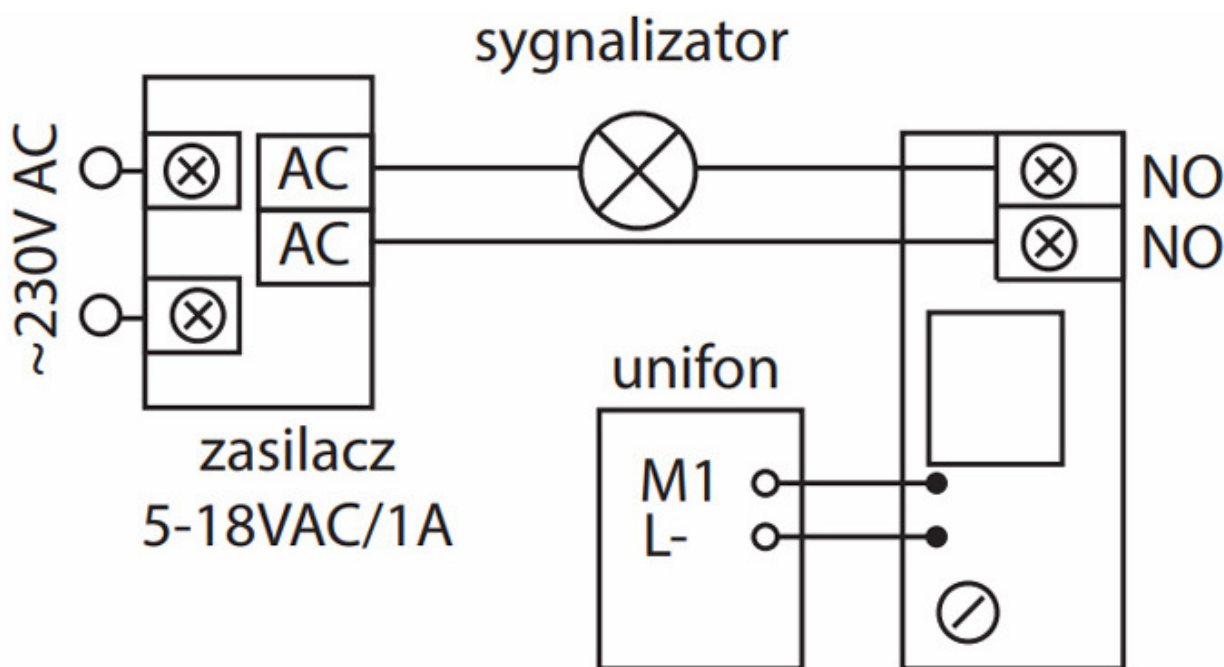 sygnalizator
~230V AC
AC
AC
NO
NO
zasilacz
5-18VAC/1A
unifon
M1
L-